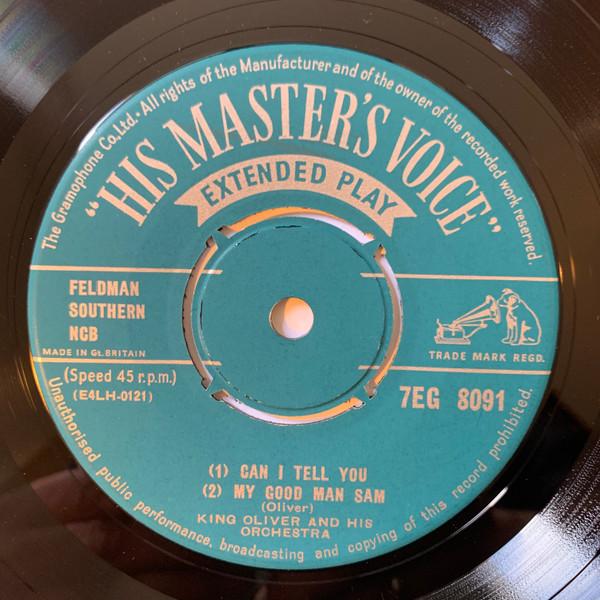 The Gramophone Co. Ltd. • All rights of the Manufacturer and of the owner of the recorded work reserved.
"HIS MASTER'S VOICE"
EXTENDED PLAY
FELDMAN
SOUTHERN
NCB
MADE IN Gt. BRITAIN
TRADE MARK REGD.
(Speed 45 r.p.m.)
(E4LH-0121)
7EG 8091
(1) CAN I TELL YOU
(2) MY GOOD MAN SAM
(Oliver)
KING OLIVER AND HIS
ORCHESTRA
Unauthorised public performance, broadcasting and copying of this record prohibited.